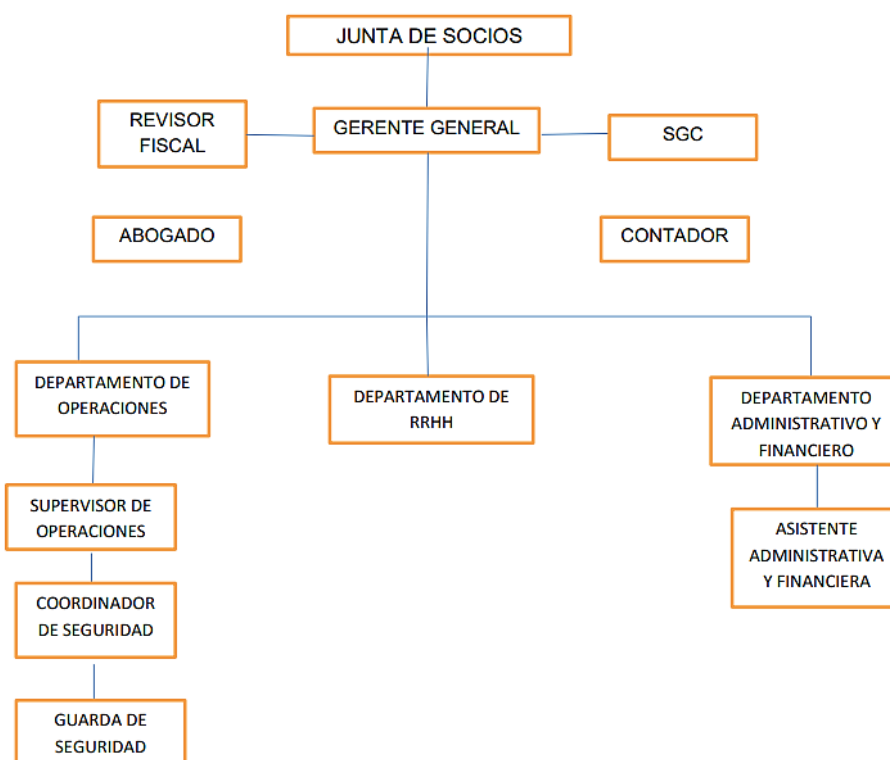 JUNTA DE SOCIOS
REVISOR
FISCAL
GERENTE GENERAL
SGC
ABOGADO
CONTADOR
DEPARTAMENTO DE
OPERACIONES
DEPARTAMENTO DE
RRHH
DEPARTAMENTO
ADMINISTRATIVO Y
FINANCIERO
SUPERVISOR DE
OPERACIONES
ASISTENTE
ADMINISTRATIVA
Y FINANCIERA
COORDINADOR
DE SEGURIDAD
GUARDA DE
SEGURIDAD